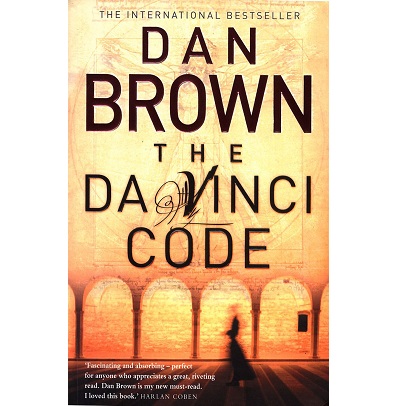 THE INTERNATIONAL BESTSELLER
DAN
BROWN
THE
DA VINCI
CODE
'Fascinating and absorbing – perfect
for anyone who appreciates a great, riveting
read. Dan Brown is my new must-read.
I loved this book.' HARLAN COBEN